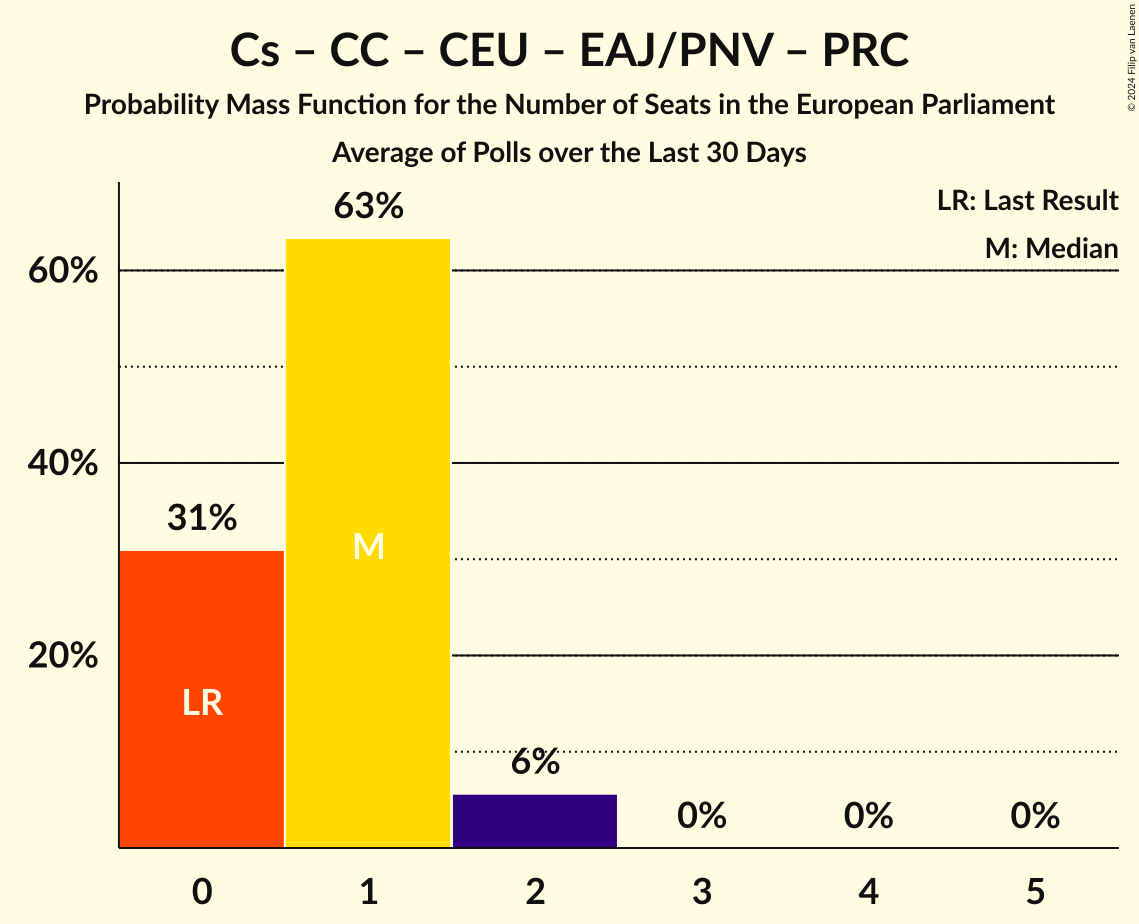 Cs – CC – CEU – EAJ/PNV – PRC
Probability Mass Function for the Number of Seats in the European Parliament
Average of Polls over the Last 30 Days
© 2024 Filip van Laenen
LR: Last Result
M: Median
63%
60%
40%
31%
M
20%
LR
6%
0%
0%
0%
0
1
2
3
4
5